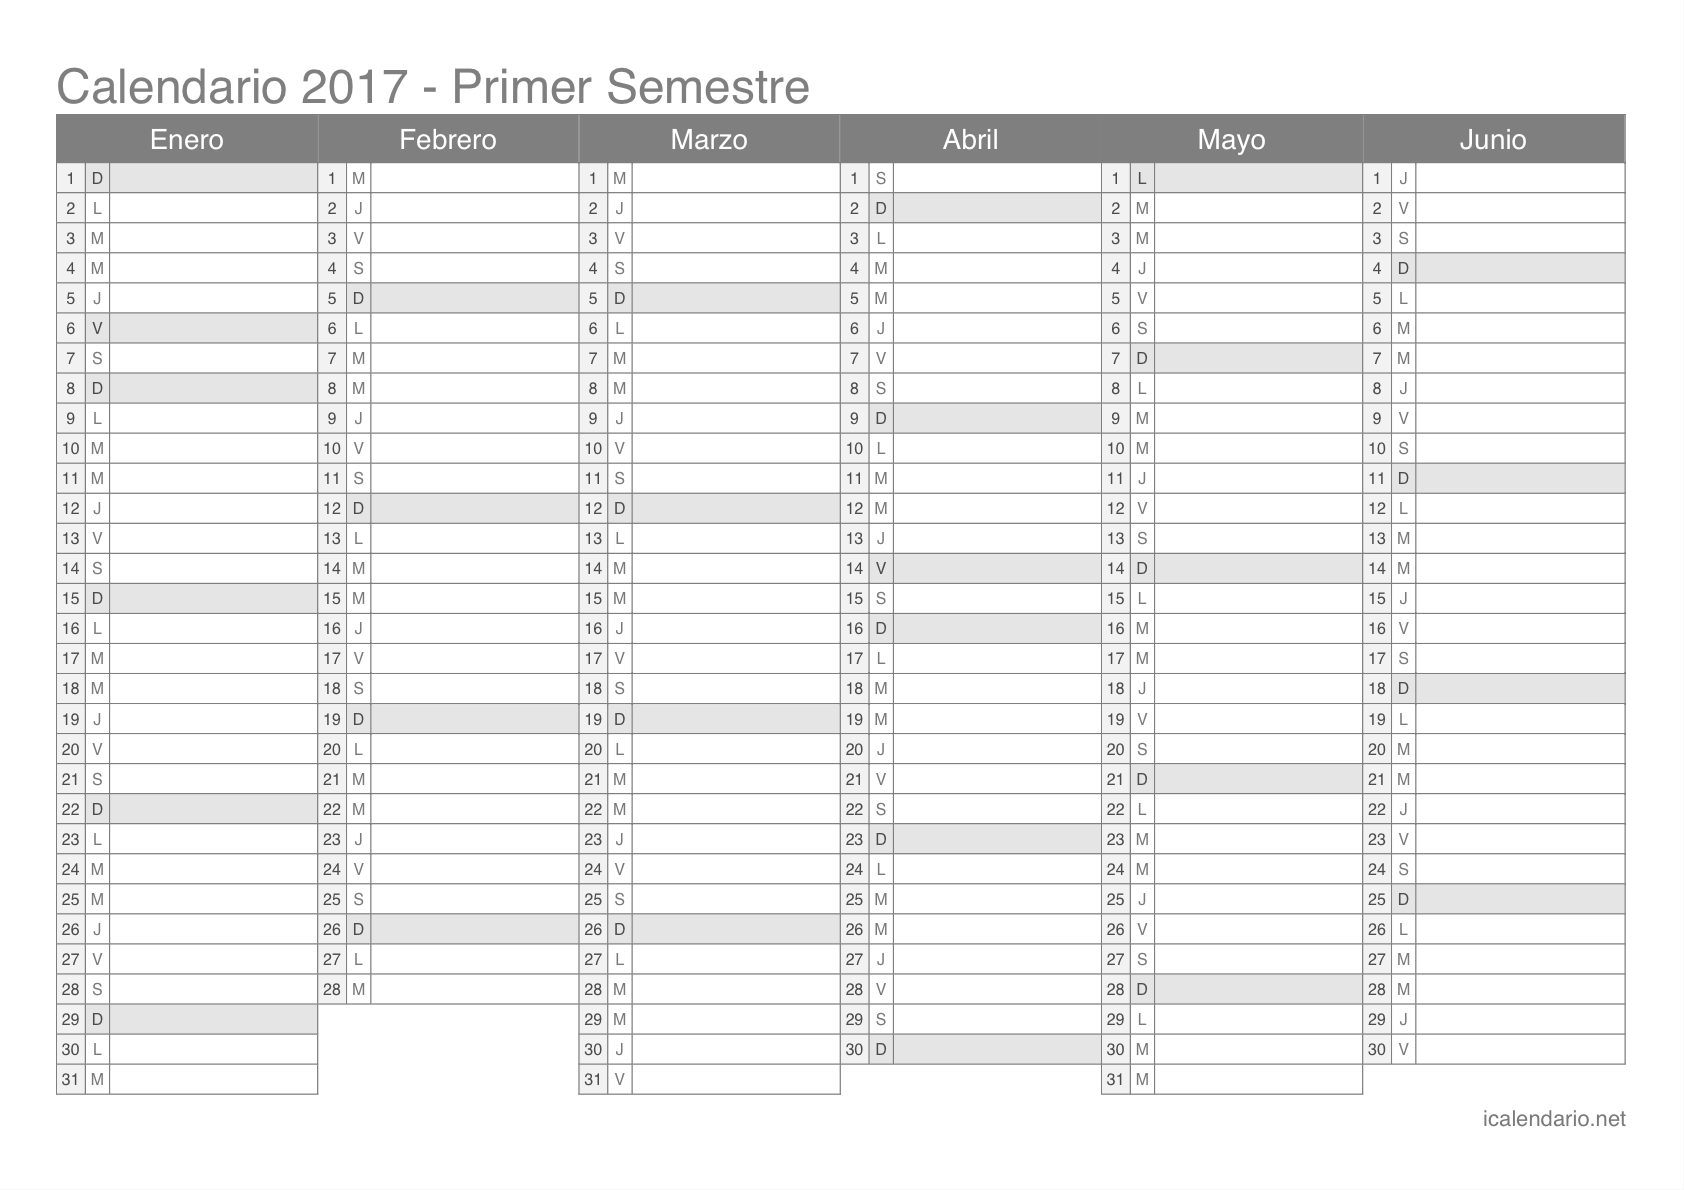 Calendario 2017 - Primer Semestre
Enero Febrero Marzo Abril Mayo Junio
1 D 1 M 1 M 1 S 1 L 1 J
2 L 2 J 2 J 2 D 2 M 2 V
3 M 3 V 3 V 3 L 3 M 3 S
4 M 4 S 4 S 4 M 4 J 4 D
5 J 5 D 5 D 5 M 5 V 5 L
6 V 6 L 6 L 6 J 6 S 6 M
7 S 7 M 7 M 7 V 7 D 7 M
8 D 8 M 8 M 8 S 8 L 8 J
9 L 9 J 9 J 9 D 9 M 9 V
10 M 10 V 10 V 10 L 10 M 10 S
11 M 11 S 11 S 11 M 11 J 11 D
12 J 12 D 12 D 12 M 12 V 12 L
13 V 13 L 13 L 13 J 13 S 13 M
14 S 14 M 14 M 14 V 14 D 14 M
15 D 15 M 15 M 15 S 15 L 15 J
16 L 16 J 16 J 16 D 16 M 16 V
17 M 17 V 17 V 17 L 17 M 17 S
18 M 18 S 18 S 18 M 18 J 18 D
19 J 19 D 19 D 19 M 19 V 19 L
20 V 20 L 20 L 20 J 20 S 20 M
21 S 21 M 21 M 21 V 21 D 21 M
22 D 22 M 22 M 22 S 22 L 22 J
23 L 23 J 23 J 23 D 23 M 23 V
24 M 24 V 24 V 24 L 24 M 24 S
25 M 25 S 25 S 25 M 25 J 25 D
26 J 26 D 26 D 26 M 26 V 26 L
27 V 27 L 27 L 27 J 27 S 27 M
28 S 28 M 28 M 28 V 28 D 28 M
29 D 29 M 29 S 29 L 29 J
30 L 30 J 30 D 30 M 30 V
31 M 31 V 31 M
icalendario.net